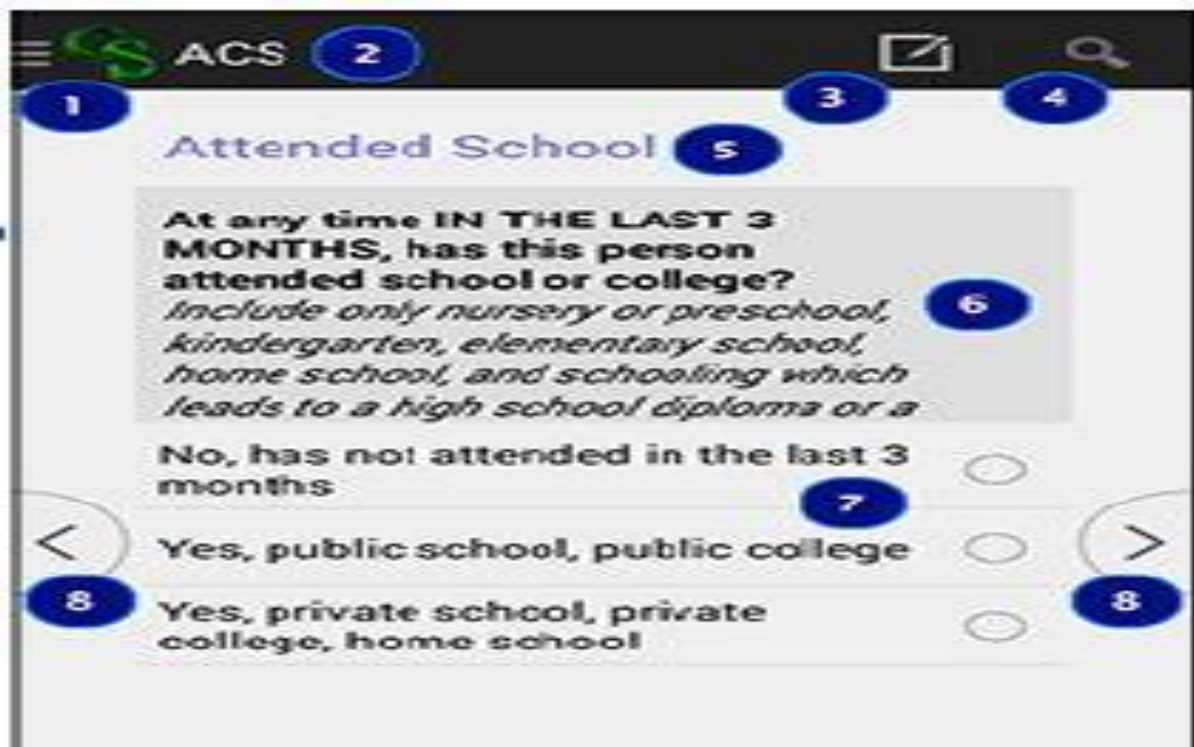 CS ACS 2
1 3 4
Attended School 5
At any time IN THE LAST 3
MONTHS, has this person
attended school or college?
Include only nursery or preschool, 6
kindergarten, elementary school,
home school, and schooling which
leads to a high school diploma or a
No, has not attended in the last 3
months
7
< Yes, public school, public college >
8 8
Yes, private school, private
college, home school